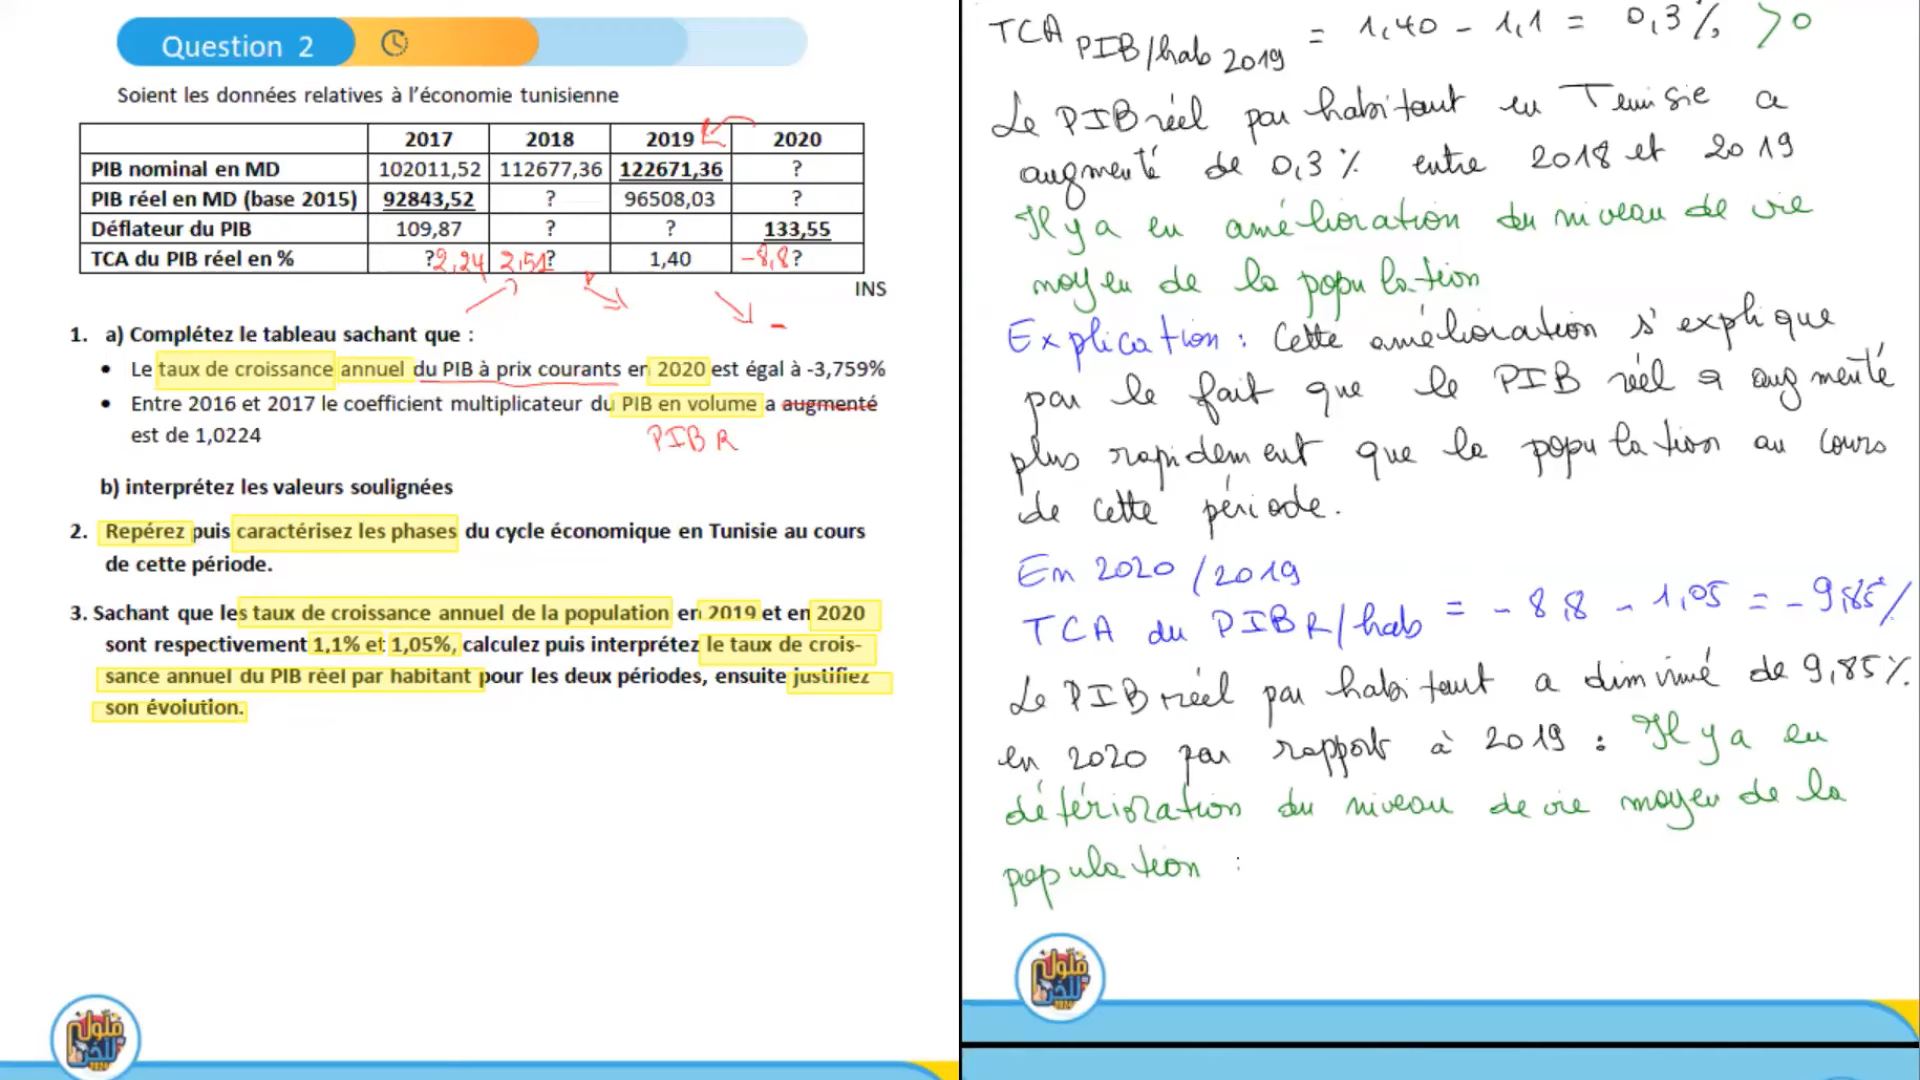 Question 2
Soient les données relatives à l'économie tunisienne
2017 2018 2019 2020
PIB nominal en MD 102011,52 112677,36 122671,36 ?
PIB réel en MD (base 2015) 92843,52 ? 96508,03 ?
Déflateur du PIB 109,87 ? ? 133,55
TCA du PIB réel en % ? 2,24 2,51 ? 1,40 -8,8 ?
INS
1. a) Complétez le tableau sachant que :
• Le taux de croissance annuel du PIB à prix courants en 2020 est égal à -3,759%
• Entre 2016 et 2017 le coefficient multiplicateur du PIB en volume a augmenté
est de 1,0224
PIB R
b) interprétez les valeurs soulignées
2. Repérez puis caractérisez les phases du cycle économique en Tunisie au cours
de cette période.
3. Sachant que les taux de croissance annuel de la population en 2019 et en 2020
sont respectivement 1,1% et 1,05%, calculez puis interprétez le taux de crois-
sance annuel du PIB réel par habitant pour les deux périodes, ensuite justifiez
son évolution.
TCA PIB/hab 2019 = 1,40 - 1,1 = 0,3 % > 0
Le PIB réel par habitant en Tunisie a
augmenté de 0,3 % entre 2018 et 2019
Il y a eu amélioration du niveau de vie
moyen de la population
Explication : Cette amélioration s'explique
par le fait que le PIB réel a augmenté
plus rapidement que la population au cours
de cette période.
En 2020 / 2019
TCA du PIB R/hab = - 8,8 - 1,05 = - 9,85 %
Le PIB réel par habitant a diminué de 9,85 %.
en 2020 par rapport à 2019 : Il y a eu
détérioration du niveau de vie moyen de la
population :